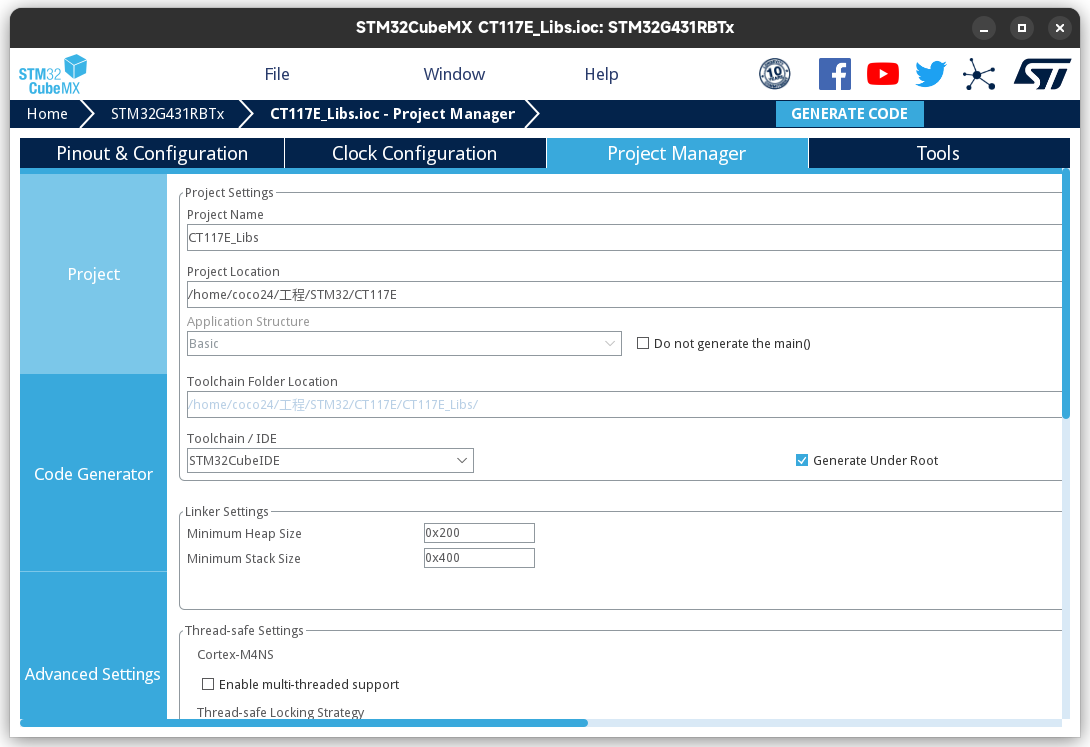 STM32CubeMX CT117E_Libs.ioc: STM32G431RBTx
STM32
CubeMX
File
Window
Help
10
Home
STM32G431RBTx
CT117E_Libs.ioc - Project Manager
GENERATE CODE
Pinout & Configuration
Clock Configuration
Project Manager
Tools
Project
Code Generator
Advanced Settings
Project Settings
Project Name
CT117E_Libs
Project Location
/home/coco24/工程/STM32/CT117E
Application Structure
Basic
Do not generate the main()
Toolchain Folder Location
/home/coco24/工程/STM32/CT117E/CT117E_Libs/
Toolchain / IDE
STM32CubeIDE
Generate Under Root
Linker Settings
Minimum Heap Size
0x200
Minimum Stack Size
0x400
Thread-safe Settings
Cortex-M4NS
Enable multi-threaded support
Thread-safe Locking Strategy